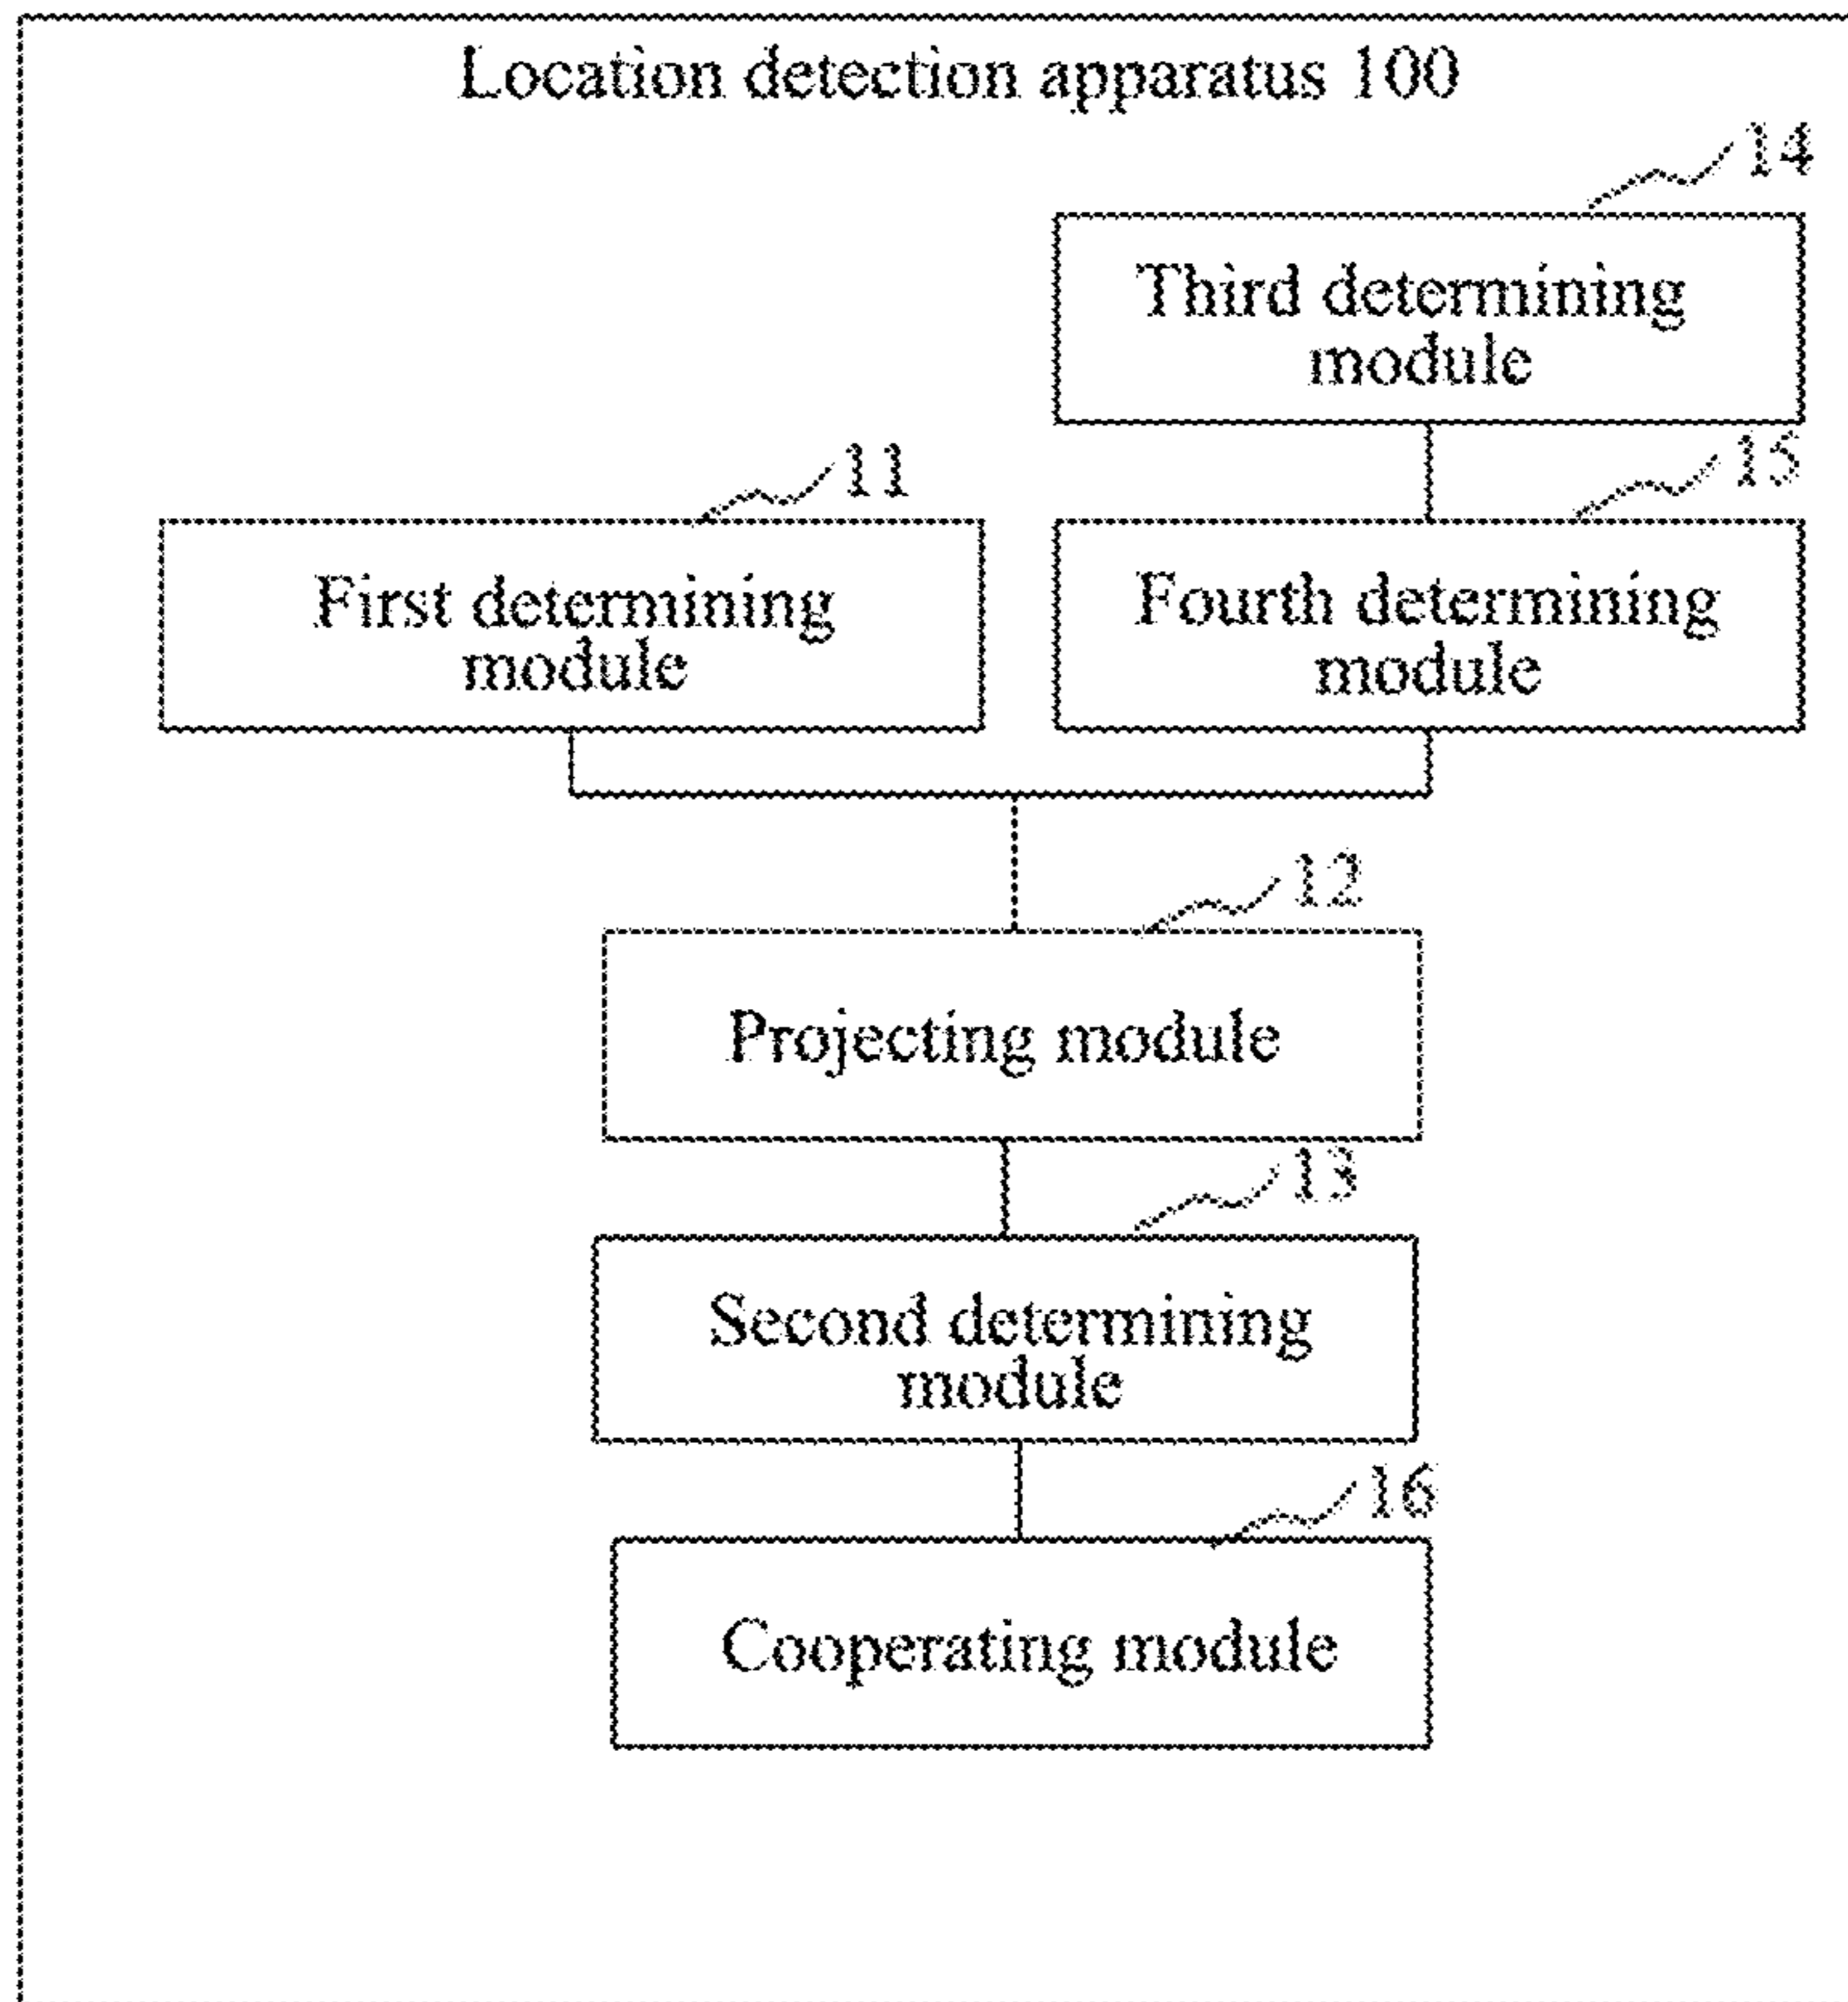 Location detection apparatus 100
14
Third determining
module
11
15
First determining
module
Fourth determining
module
12
Projecting module
13
Second determining
module
16
Cooperating module